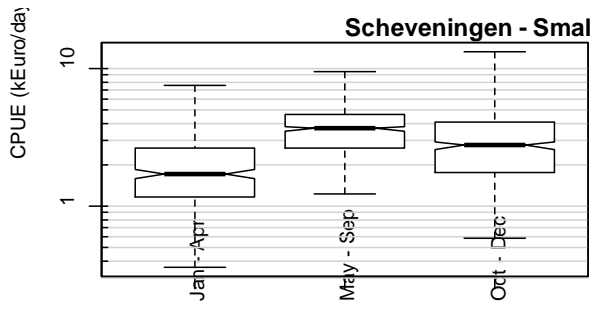 Scheveningen - Smal
CPUE (kEuro/day
10
1
Jan - Apr
May - Sep
Oct - Dec